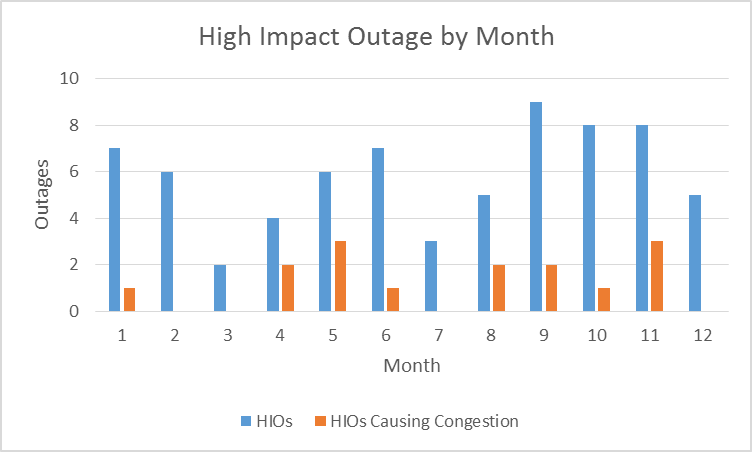 High Impact Outage by Month
10
8
6
4
2
0
Outages
1 2 3 4 5 6 7 8 9 10 11 12
Month
HIOs HIOs Causing Congestion